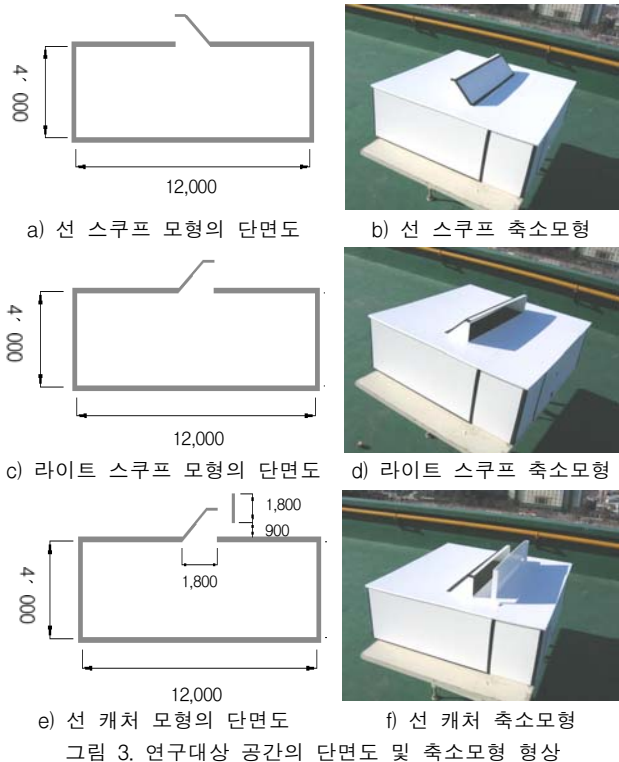 4,000
12,000
a) 선 스쿠프 모형의 단면도
b) 선 스쿠프 축소모형
4,000
12,000
c) 라이트 스쿠프 모형의 단면도
d) 라이트 스쿠프 축소모형
1,800
900
1,800
4,000
12,000
e) 선 캐처 모형의 단면도
f) 선 캐처 축소모형
그림 3. 연구대상 공간의 단면도 및 축소모형 형상